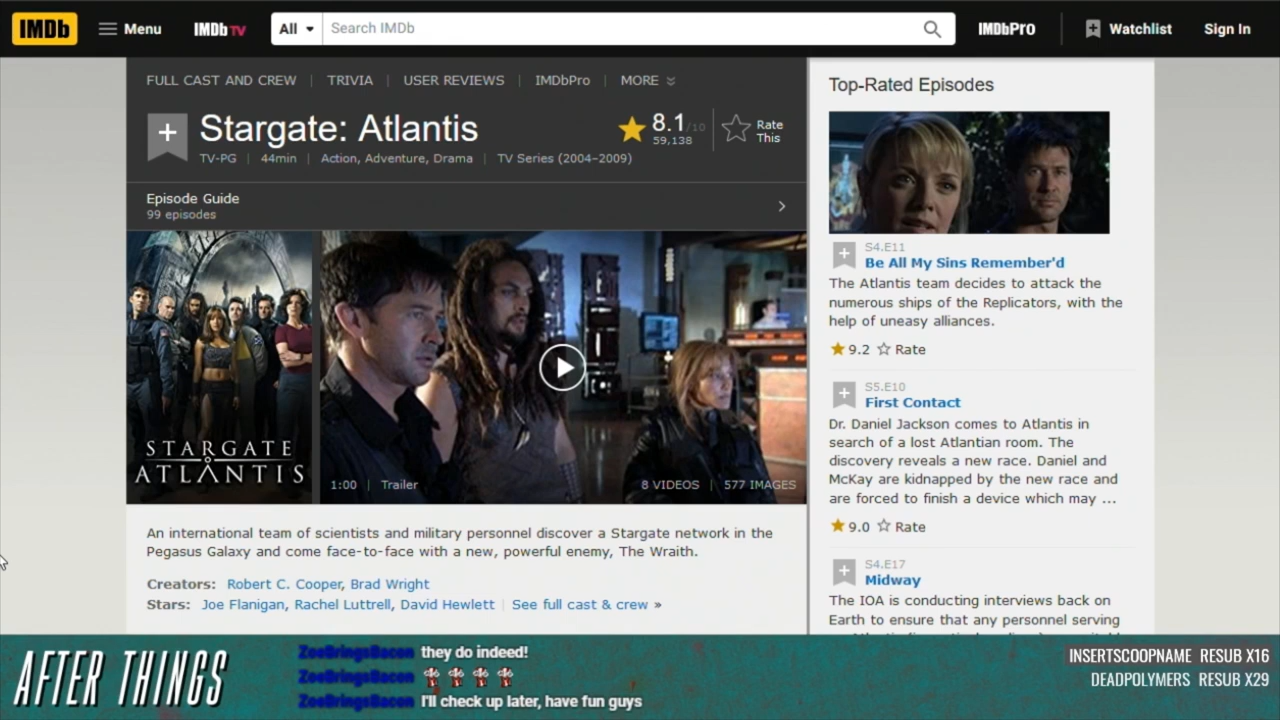 IMDb Menu IMDb TV All Search IMDb IMDbPro Watchlist Sign In
FULL CAST AND CREW | TRIVIA | USER REVIEWS | IMDbPro | MORE
+ Stargate: Atlantis
8.1/10
59,138
Rate This
TV-PG | 44min | Action, Adventure, Drama | TV Series (2004–2009)
Episode Guide
99 episodes
STARGATE
ATLANTIS
1:00 | Trailer
8 VIDEOS | 577 IMAGES
An international team of scientists and military personnel discover a Stargate network in the
Pegasus Galaxy and come face-to-face with a new, powerful enemy, The Wraith.
Creators: Robert C. Cooper, Brad Wright
Stars: Joe Flanigan, Rachel Luttrell, David Hewlett | See full cast & crew »
Top-Rated Episodes
S4.E11
Be All My Sins Remember'd
The Atlantis team decides to attack the
numerous ships of the Replicators, with the
help of uneasy alliances.
9.2 Rate
S5.E10
First Contact
Dr. Daniel Jackson comes to Atlantis in
search of a lost Atlantian room. The
discovery reveals a new race. Daniel and
McKay are kidnapped by the new race and
are forced to finish a device which may ...
9.0 Rate
S4.E17
Midway
The IOA is conducting interviews back on
Earth to ensure that any personnel serving
AFTER THINGS
ZoeBringsBacon they do indeed!
ZoeBringsBacon
ZoeBringsBacon I'll check up later, have fun guys
INSERTSCOOPNAME RESUB X16
DEADPOLYMERS RESUB X29